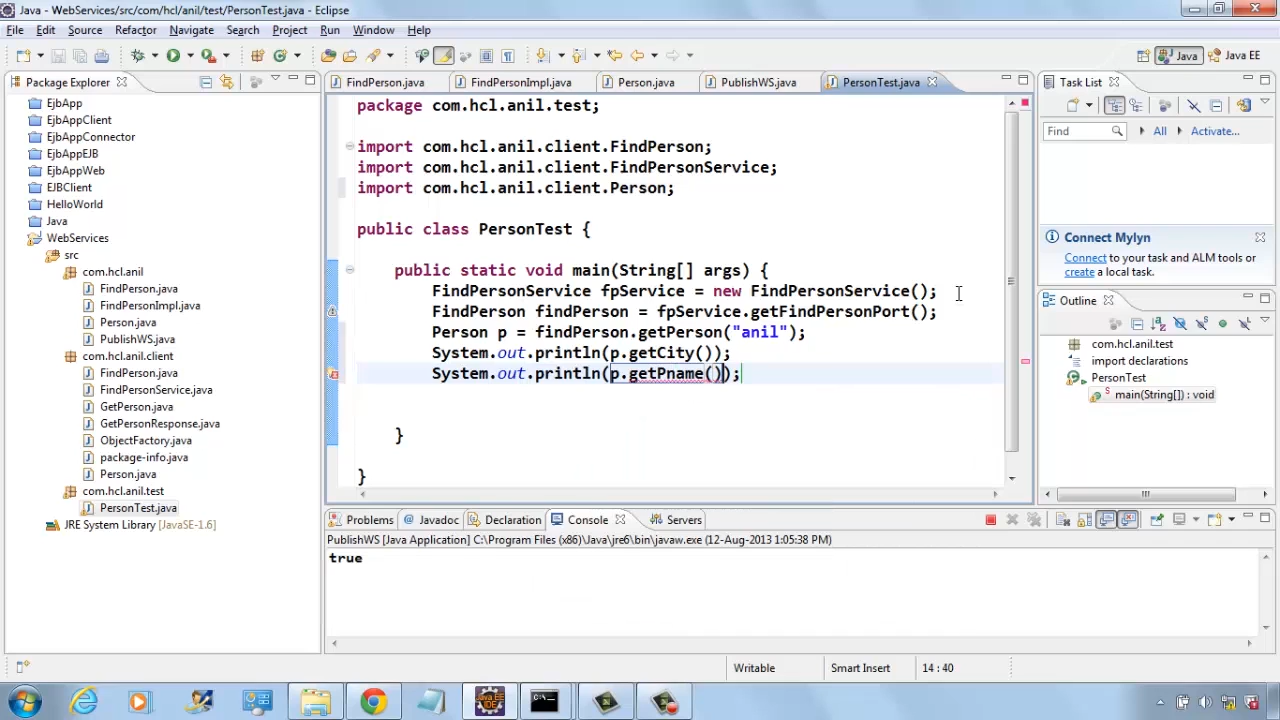 Java - WebServices/src/com/hcl/anil/test/PersonTest.java - Eclipse
File Edit Source Refactor Navigate Search Project Run Window Help
Java Java EE
Package Explorer
EjbApp
EjbAppClient
EjbAppConnector
EjbAppEJB
EjbAppWeb
EJBClient
HelloWorld
Java
WebServices
src
com.hcl.anil
FindPerson.java
FindPersonImpl.java
Person.java
PublishWS.java
com.hcl.anil.client
FindPerson.java
FindPersonService.java
GetPerson.java
GetPersonResponse.java
ObjectFactory.java
package-info.java
Person.java
com.hcl.anil.test
PersonTest.java
JRE System Library [JavaSE-1.6]
FindPerson.java FindPersonImpl.java Person.java PublishWS.java PersonTest.java
package com.hcl.anil.test;
import com.hcl.anil.client.FindPerson;
import com.hcl.anil.client.FindPersonService;
import com.hcl.anil.client.Person;
public class PersonTest {
public static void main(String[] args) {
FindPersonService fpService = new FindPersonService();
FindPerson findPerson = fpService.getFindPersonPort();
Person p = findPerson.getPerson("anil");
System.out.println(p.getCity());
System.out.println(p.getPname());
}
}
Task List
Find All Activate...
Connect Mylyn
Connect to your task and ALM tools or
create a local task.
Outline
com.hcl.anil.test
import declarations
PersonTest
main(String[]) : void
Problems Javadoc Declaration Console Servers
PublishWS [Java Application] C:\Program Files (x86)\Java\jre6\bin\javaw.exe (12-Aug-2013 1:05:38 PM)
true
Writable Smart Insert 14 : 40
Java EE
IDE